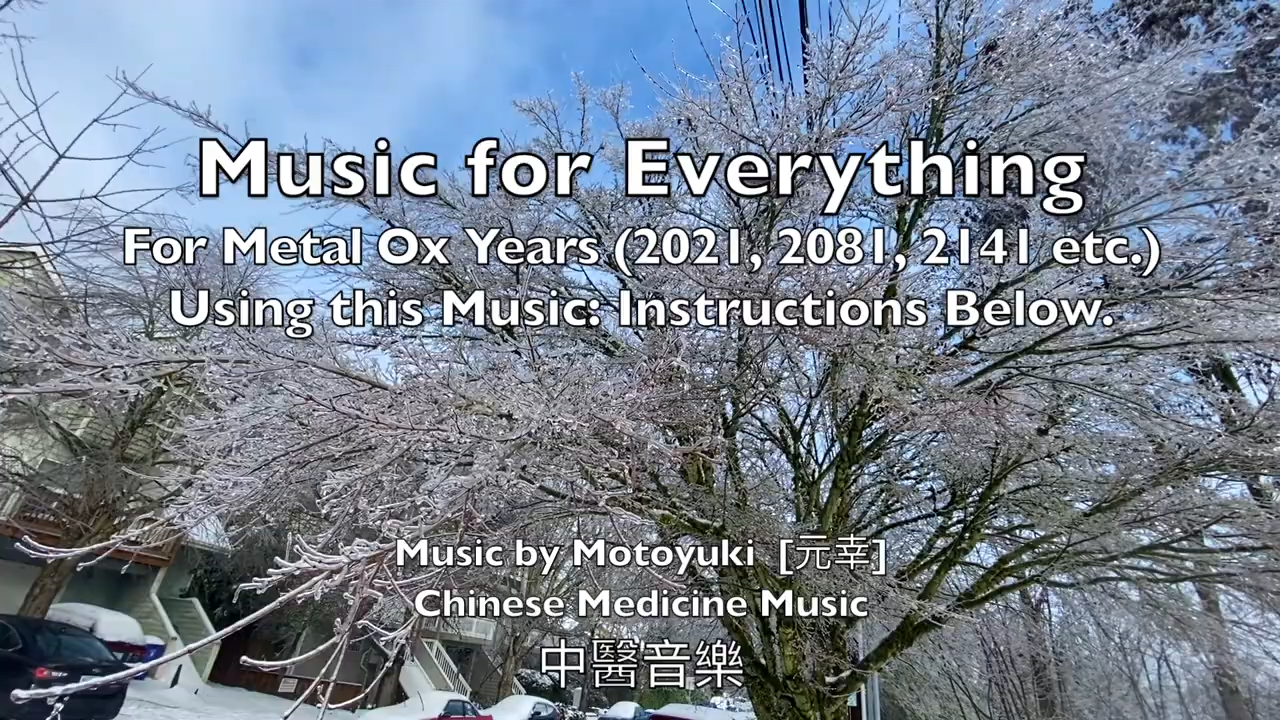 Music for Everything
For Metal Ox Years (2021, 2081, 2141 etc.)
Using this Music: Instructions Below.
Music by Motoyuki [元幸]
Chinese Medicine Music
中醫音樂